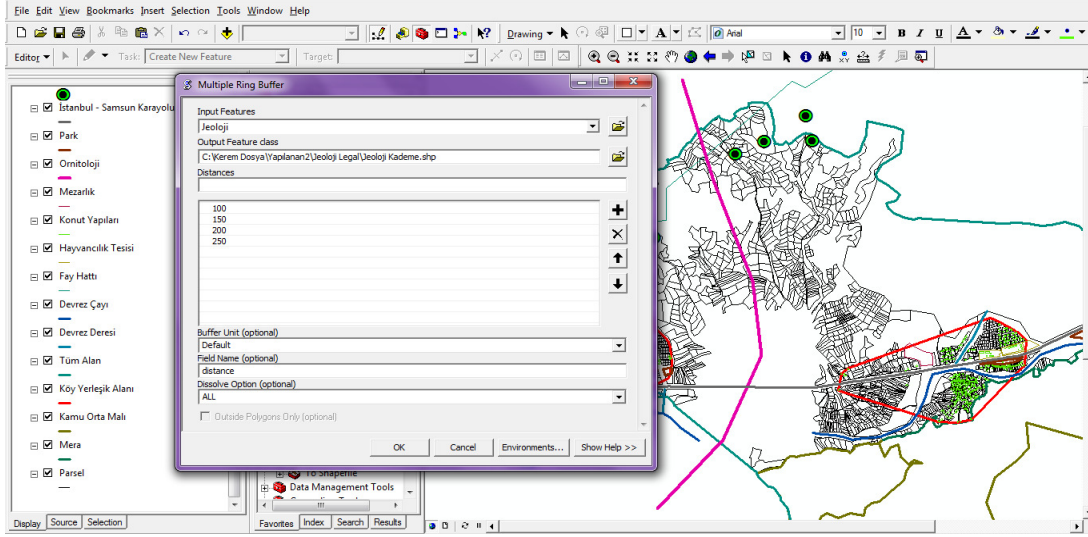 File Edit View Bookmarks Insert Selection Tools Window Help
Drawing
Arial
10
B I U A
Editor Task: Create New Feature Target:
İstanbul - Samsun Karayolu
Park
Ornitoloji
Mezarlık
Konut Yapıları
Hayvancılık Tesisi
Fay Hattı
Devrez Çayı
Devrez Deresi
Tüm Alan
Köy Yerleşik Alanı
Kamu Orta Malı
Mera
Parsel
Display Source Selection
Multiple Ring Buffer
Input Features
Jeoloji
Output Feature class
C:\Kerem Dosya\Yapılanan2\Jeoloji Legal\Jeoloji Kademe.shp
Distances
100
150
200
250
Buffer Unit (optional)
Default
Field Name (optional)
distance
Dissolve Option (optional)
ALL
Outside Polygons Only (optional)
OK Cancel Environments... Show Help >>
To Shapefile
Data Management Tools
Favorites Index Search Results